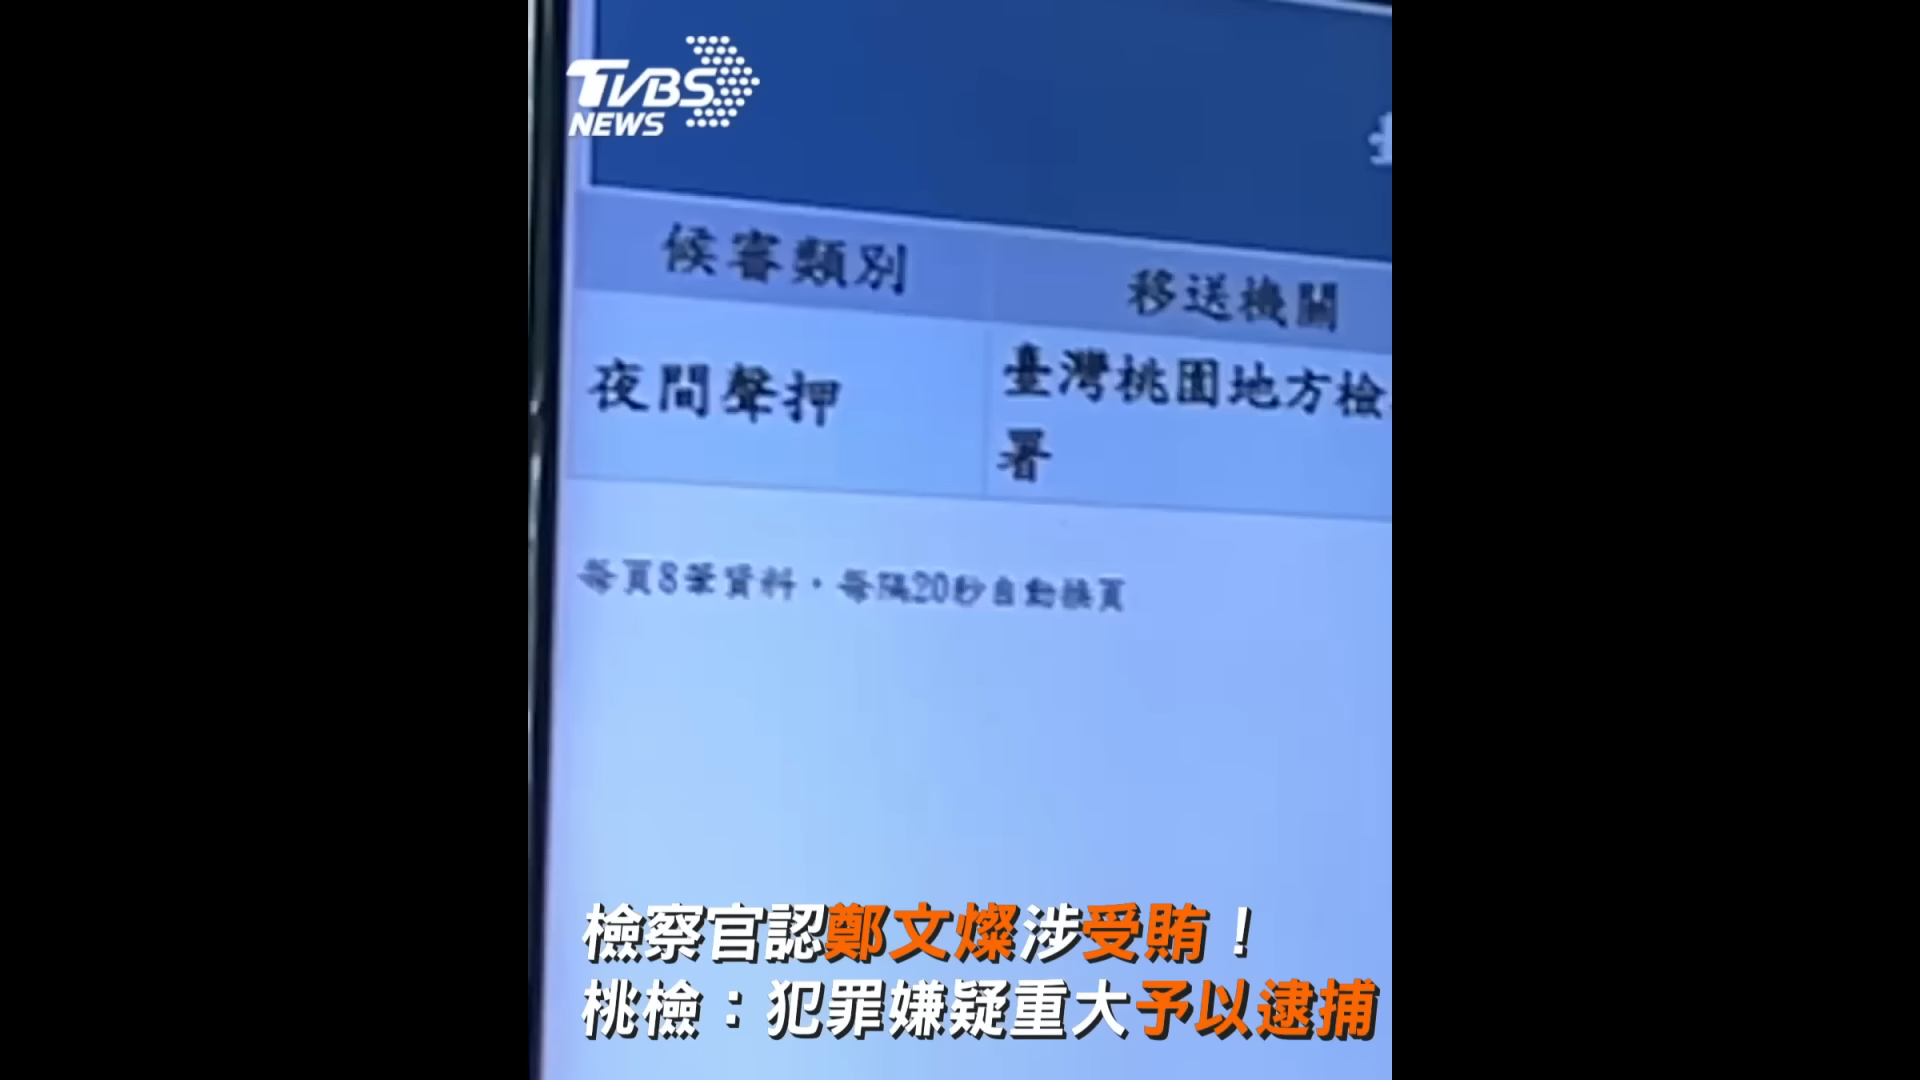 TVBS
NEWS
候審類別
移送機關
夜間聲押
臺灣桃園地方檢
署
每頁8筆資料，每隔20秒自動換頁
檢察官認鄭文燦涉受賄！
桃檢：犯罪嫌疑重大予以逮捕